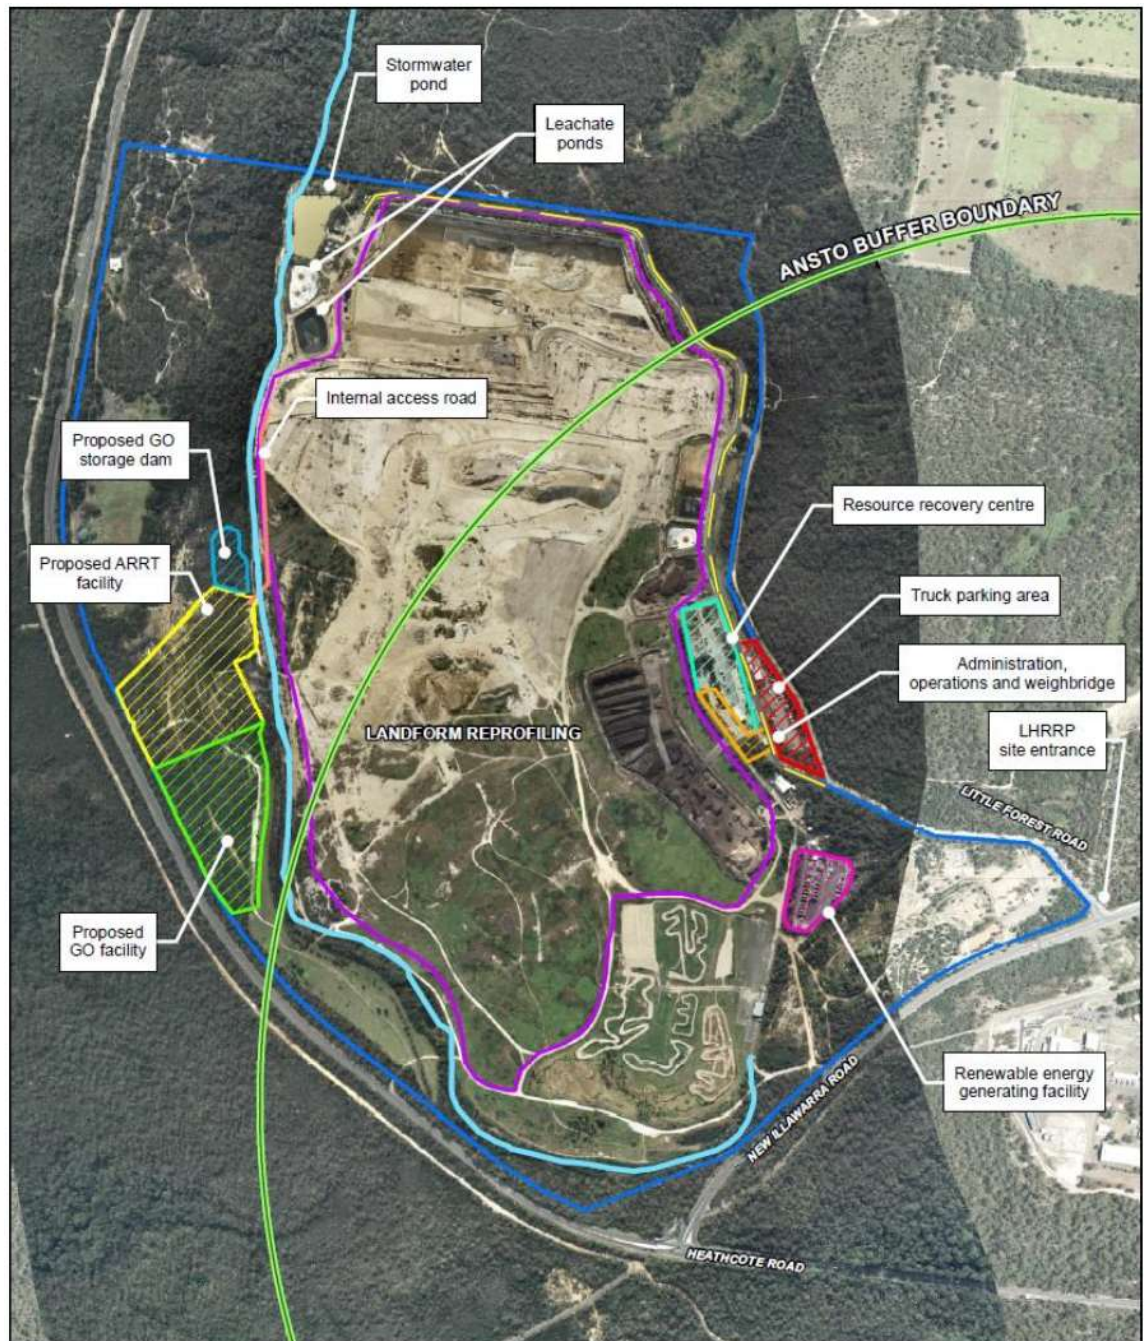 Stormwater
pond
Leachate
ponds
ANSTO BUFFER BOUNDARY
Internal access road
Proposed GO
storage dam
Resource recovery centre
Proposed ARRT
facility
Truck parking area
Administration,
operations and weighbridge
LHRRP
site entrance
LANDFORM REPROFILING
LITTLE FOREST ROAD
Proposed
GO facility
Renewable energy
generating facility
NEW ILLAWARRA ROAD
HEATHCOTE ROAD